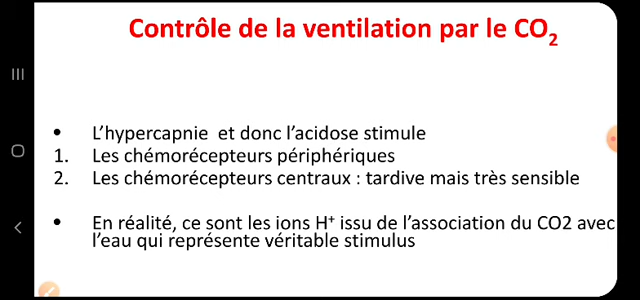 Contrôle de la ventilation par le CO2
• L’hypercapnie et donc l’acidose stimule
1. Les chémorécepteurs périphériques
2. Les chémorécepteurs centraux : tardive mais très sensible
• En réalité, ce sont les ions H+ issu de l’association du CO2 avec
l’eau qui représente véritable stimulus